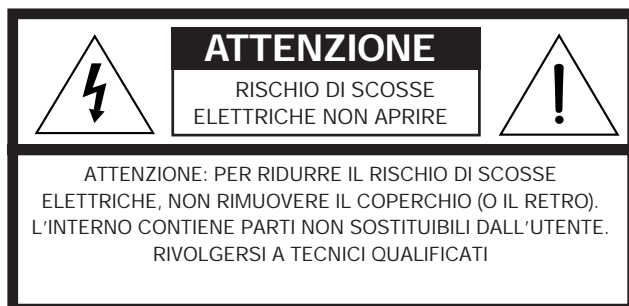 ATTENZIONE
RISCHIO DI SCOSSE
ELETTRICHE NON APRIRE
ATTENZIONE: PER RIDURRE IL RISCHIO DI SCOSSE
ELETTRICHE, NON RIMUOVERE IL COPERCHIO (O IL RETRO).
L'INTERNO CONTIENE PARTI NON SOSTITUIBILI DALL'UTENTE.
RIVOLGERSI A TECNICI QUALIFICATI